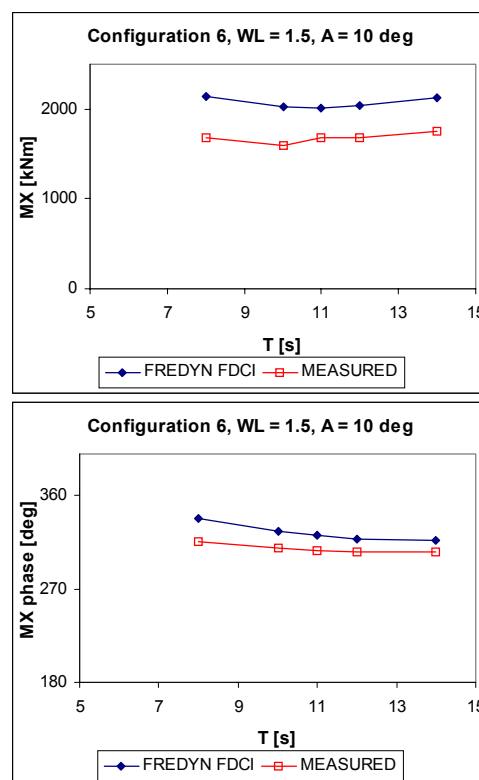 Configuration 6, WL = 1.5, A = 10 deg
MX [kNm]
2000
1000
0
5 7 9 11 13 15
T [s]
FREDYN FDCI MEASURED
Configuration 6, WL = 1.5, A = 10 deg
MX phase [deg]
360
270
180
5 7 9 11 13 15
T [s]
FREDYN FDCI MEASURED